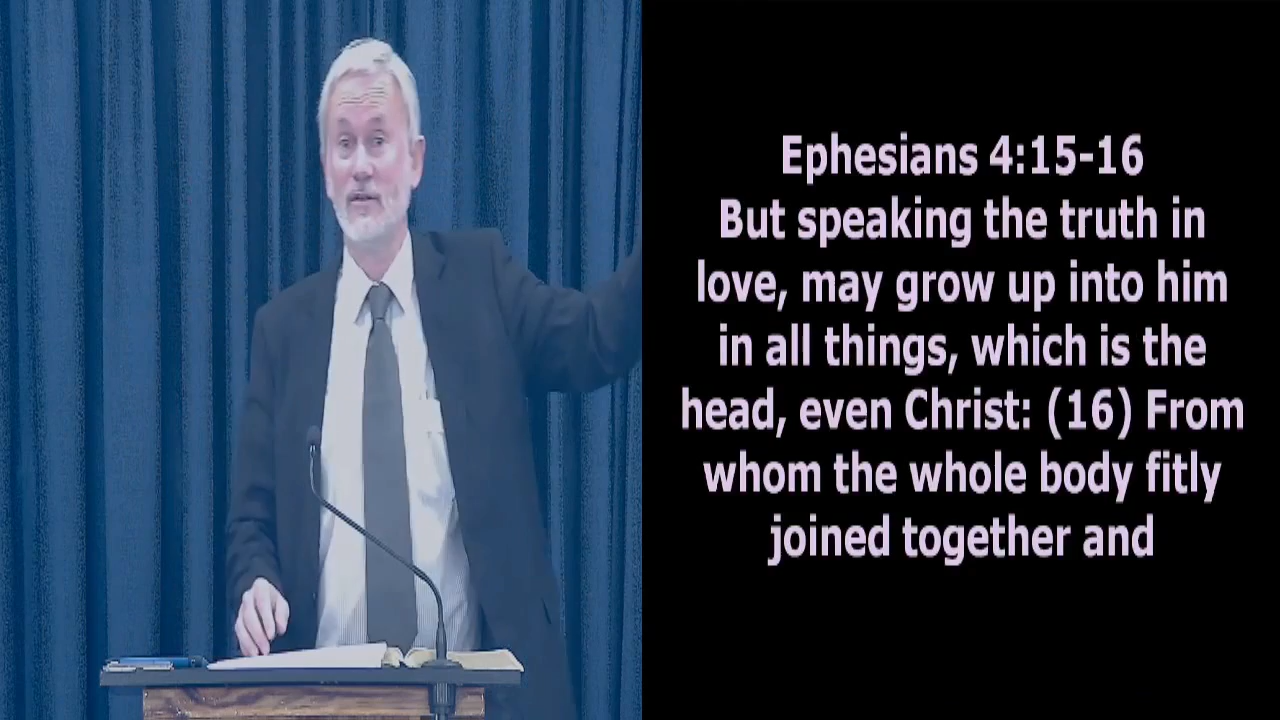 Ephesians 4:15-16
But speaking the truth in
love, may grow up into him
in all things, which is the
head, even Christ: (16) From
whom the whole body fitly
joined together and